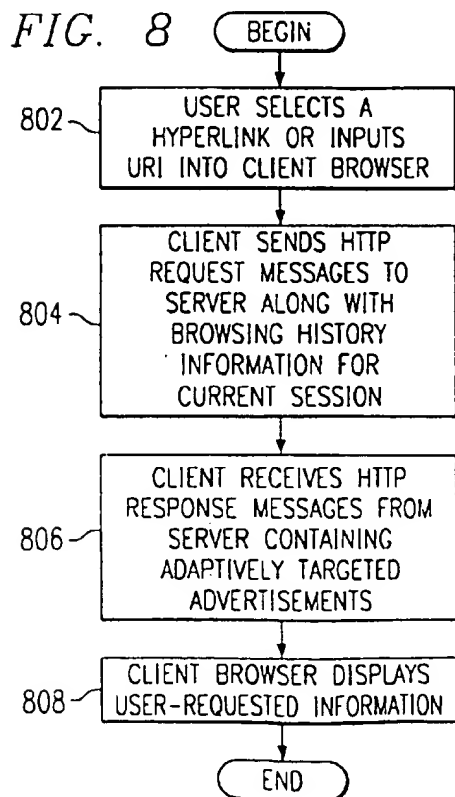 FIG. 8
BEGIN
802
USER SELECTS A
HYPERLINK OR INPUTS
URI INTO CLIENT BROWSER
804
CLIENT SENDS HTTP
REQUEST MESSAGES TO
SERVER ALONG WITH
BROWSING HISTORY
INFORMATION FOR
CURRENT SESSION
806
CLIENT RECEIVES HTTP
RESPONSE MESSAGES FROM
SERVER CONTAINING
ADAPTIVELY TARGETED
ADVERTISEMENTS
808
CLIENT BROWSER DISPLAYS
USER-REQUESTED INFORMATION
END